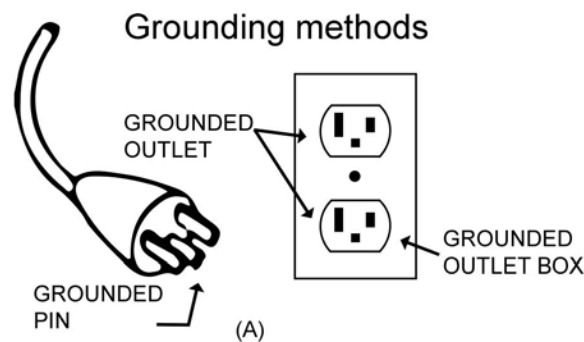 Grounding methods
GROUNDED
OUTLET
GROUNDED
OUTLET BOX
GROUNDED
PIN
(A)